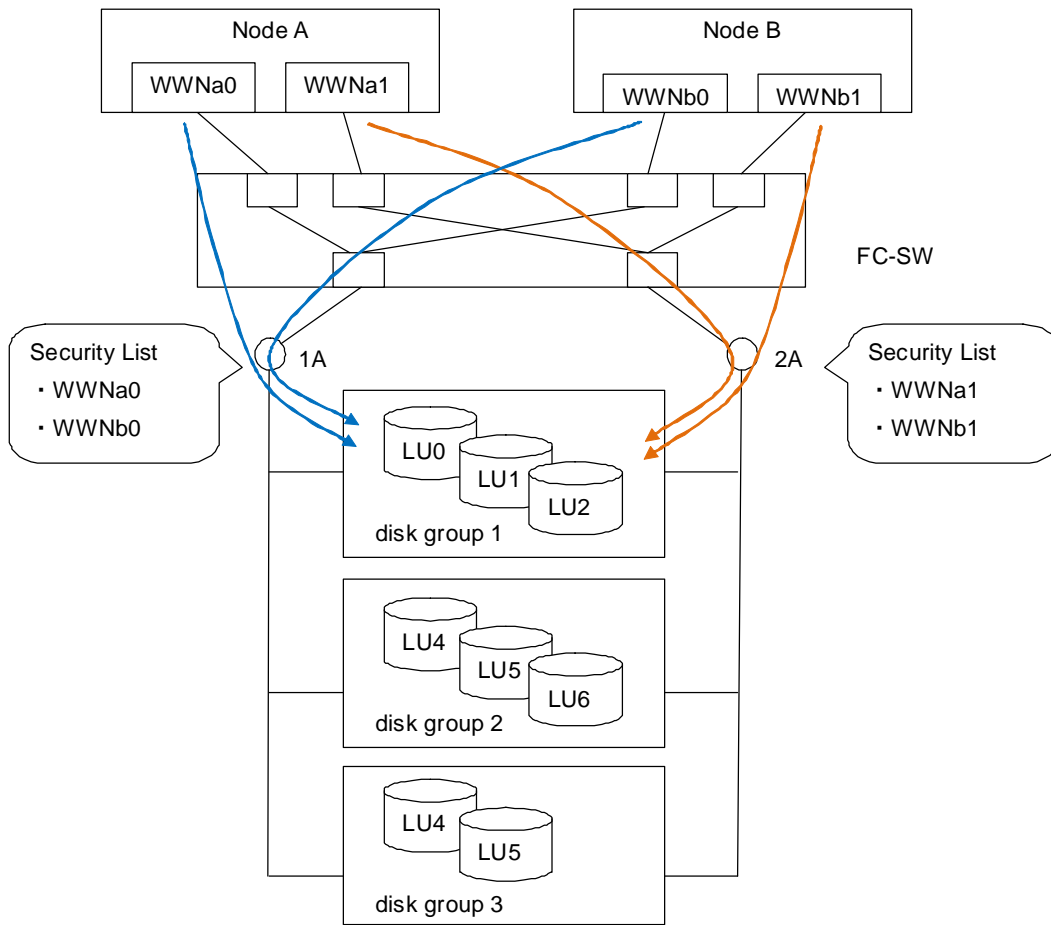 Node A
Node B
WWNa0
WWNa1
WWNb0
WWNb1
FC-SW
Security List
・WWNa0
・WWNb0
1A
2A
Security List
・WWNa1
・WWNb1
LU0
LU1
LU2
disk group 1
LU4
LU5
LU6
disk group 2
LU4
LU5
disk group 3